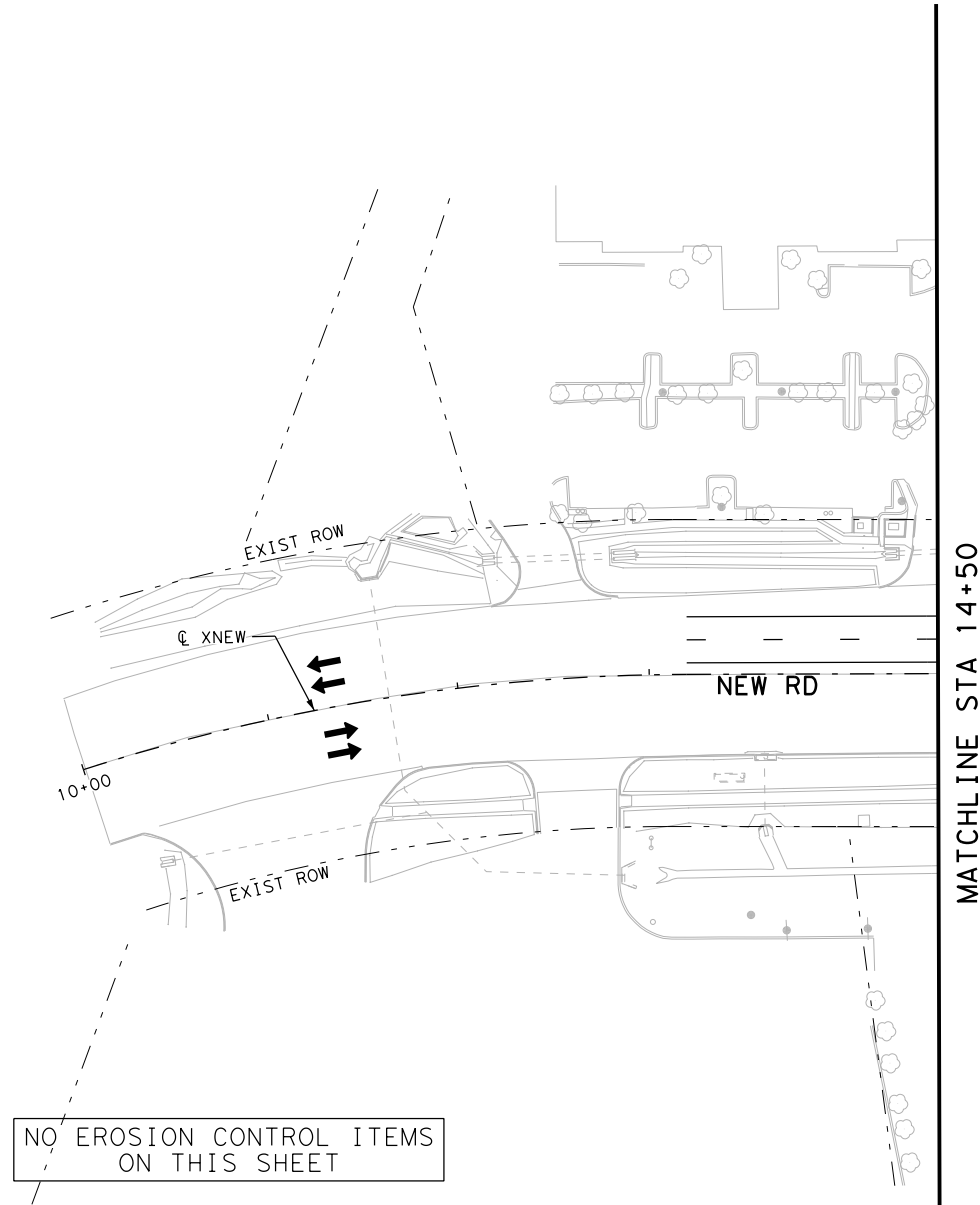 EXIST ROW
℄ XNEW
NEW RD
10+00
EXIST ROW
MATCHLINE STA 14+50
NO EROSION CONTROL ITEMS
ON THIS SHEET